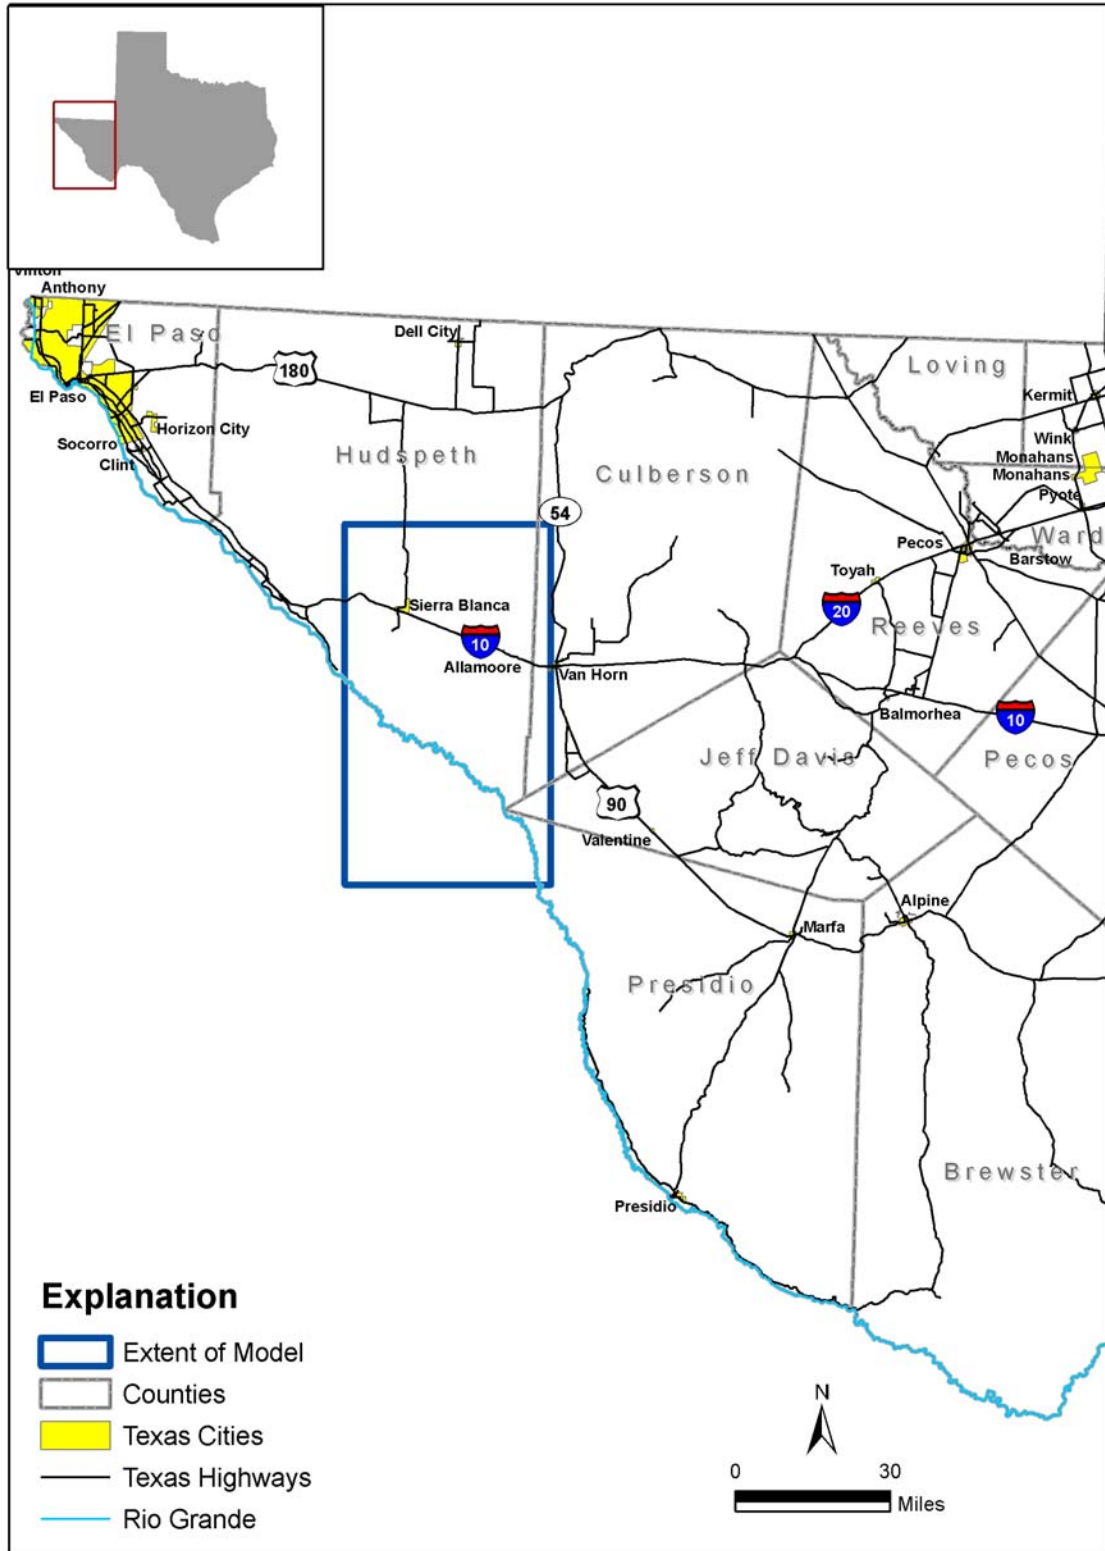 Vinton
Anthony
El Paso
Dell City
Loving
180
Kermit
El Paso
Horizon City
Socorro
Clint
Hudspeth
Culberson
Wink
Monahans
Monahans
Pyote
54
Pecos
Ward
Barstow
Toyah
Sierra Blanca
20
Reeves
10
Allamoore
Van Horn
Balmorhea
10
Jeff Davis
Pecos
90
Valentine
Alpine
Marfa
Presidio
Brewster
Presidio
Explanation
Extent of Model
Counties
Texas Cities
Texas Highways
Rio Grande
N
0 30
Miles